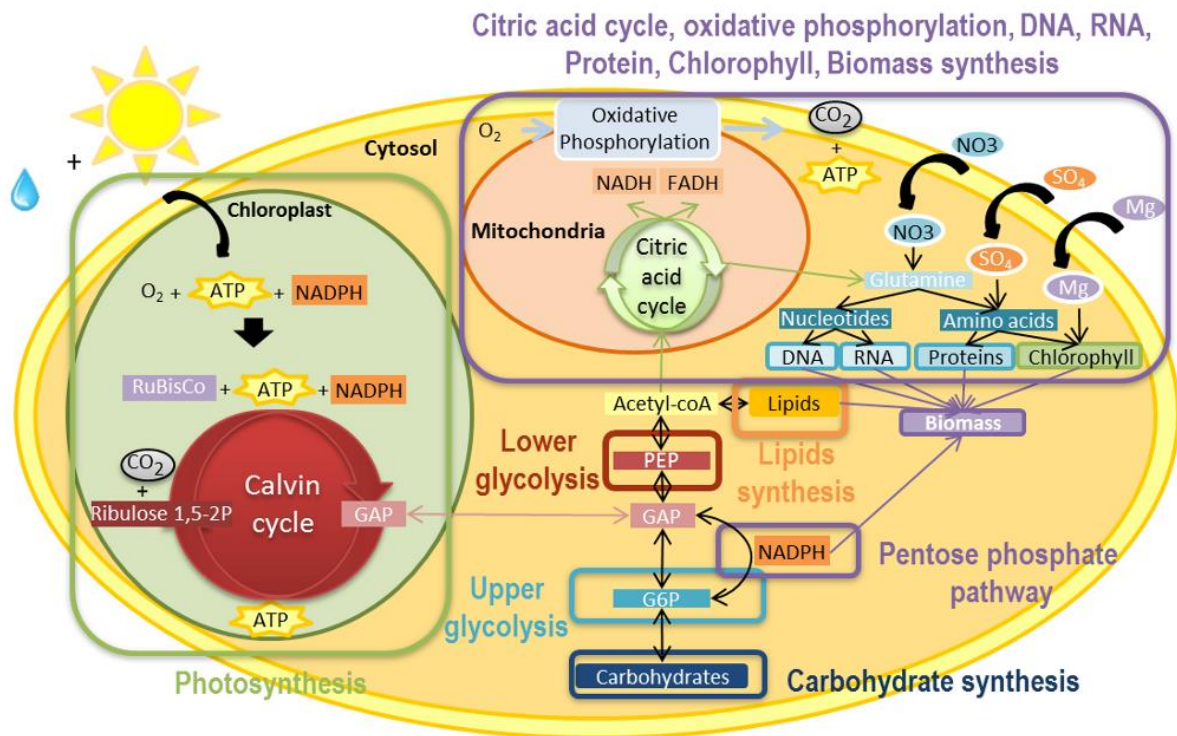 Citric acid cycle, oxidative phosphorylation, DNA, RNA,
Protein, Chlorophyll, Biomass synthesis
+
Cytosol
O2
Oxidative
Phosphorylation
CO2
+
ATP
NO3
SO4
Mg
NADH
FADH
Chloroplast
Mitochondria
Citric
acid
cycle
NO3
SO4
Mg
Glutamine
O2 + ATP + NADPH
Nucleotides
Amino acids
DNA
RNA
Proteins
Chlorophyll
RuBisCo + ATP + NADPH
Acetyl-coA
Lipids
Biomass
Lower
glycolysis
PEP
Lipids
synthesis
CO2
+
Ribulose 1,5-2P
Calvin
cycle
GAP
GAP
NADPH
Pentose phosphate
pathway
Upper
glycolysis
G6P
ATP
Photosynthesis
Carbohydrates
Carbohydrate synthesis